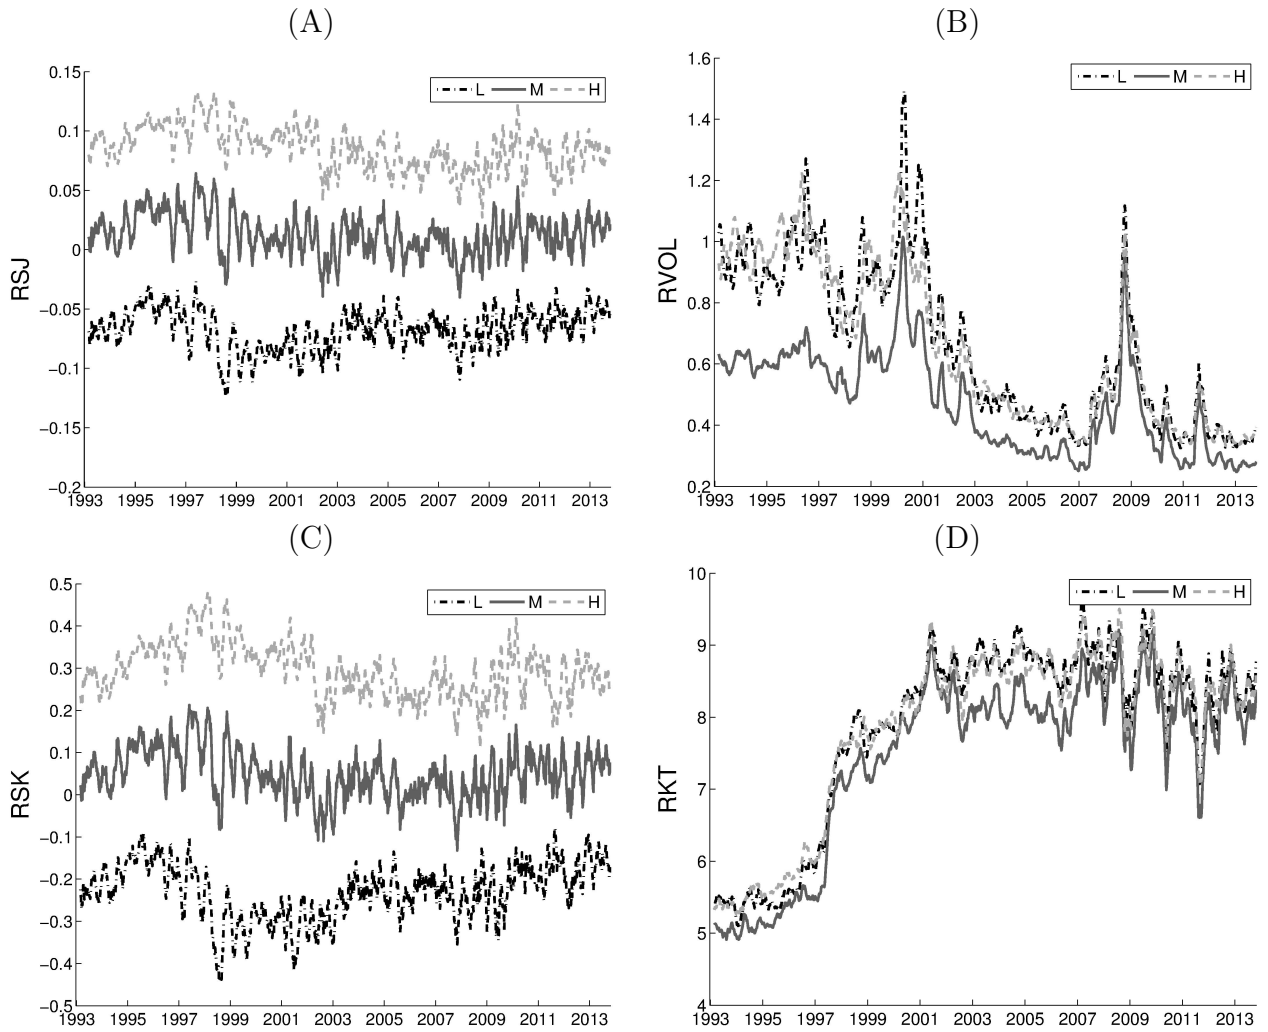 (A)
RSJ
0.15
0.1
0.05
0
−0.05
−0.1
−0.15
−0.2
L M H
1993 1995 1997 1999 2001 2003 2005 2007 2009 2011 2013
(B)
RVOL
1.6
1.4
1.2
1
0.8
0.6
0.4
0.2
L M H
1993 1995 1997 1999 2001 2003 2005 2007 2009 2011 2013
(C)
RSK
0.5
0.4
0.3
0.2
0.1
0
−0.1
−0.2
−0.3
−0.4
−0.5
L M H
1993 1995 1997 1999 2001 2003 2005 2007 2009 2011 2013
(D)
RKT
10
9
8
7
6
5
4
L M H
1993 1995 1997 1999 2001 2003 2005 2007 2009 2011 2013